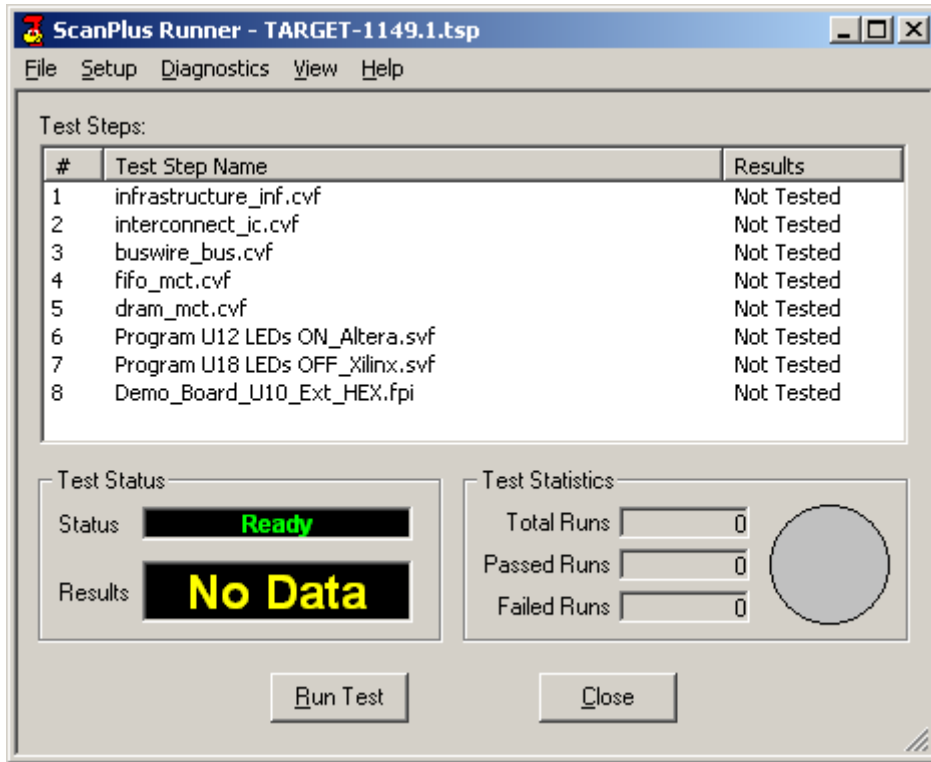 ScanPlus Runner - TARGET-1149.1.tsp
File Setup Diagnostics View Help
Test Steps:
# Test Step Name Results
1 infrastructure_inf.cvf Not Tested
2 interconnect_ic.cvf Not Tested
3 buswire_bus.cvf Not Tested
4 fifo_mct.cvf Not Tested
5 dram_mct.cvf Not Tested
6 Program U12 LEDs ON_Altera.svf Not Tested
7 Program U18 LEDs OFF_Xilinx.svf Not Tested
8 Demo_Board_U10_Ext_HEX.fpi Not Tested
Test Status
Status Ready
Results No Data
Test Statistics
Total Runs 0
Passed Runs 0
Failed Runs 0
Run Test Close